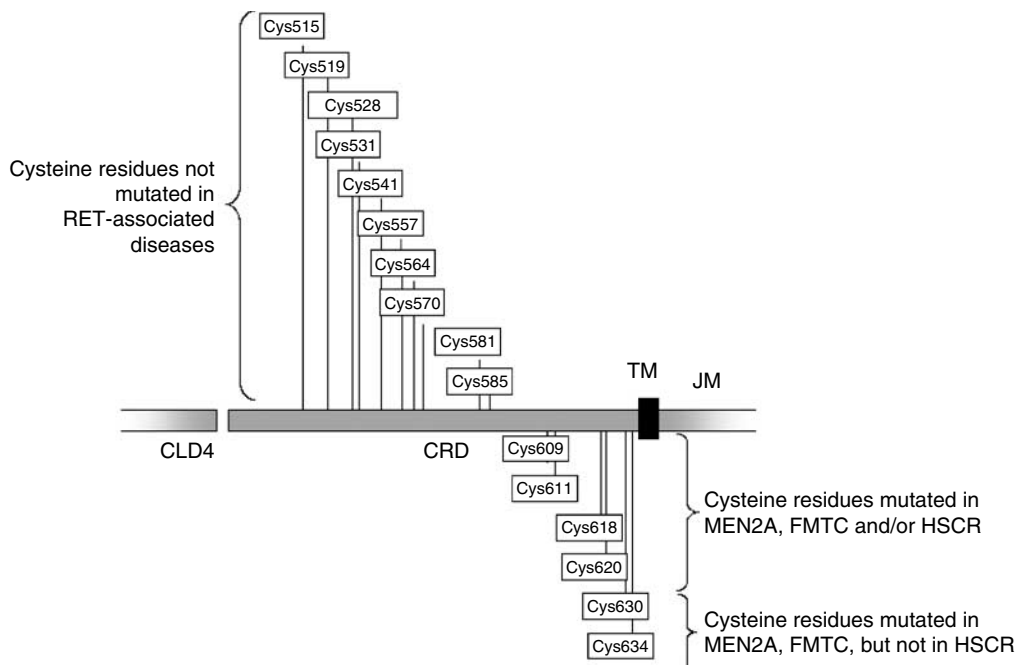 Cys515
Cys519
Cys528
Cys531
Cys541
Cys557
Cys564
Cys570
Cys581
Cys585
Cysteine residues not
mutated in
RET-associated
diseases
TM
JM
CLD4
CRD
Cys609
Cys611
Cys618
Cys620
Cys630
Cys634
Cysteine residues mutated in
MEN2A, FMTC and/or HSCR
Cysteine residues mutated in
MEN2A, FMTC, but not in HSCR